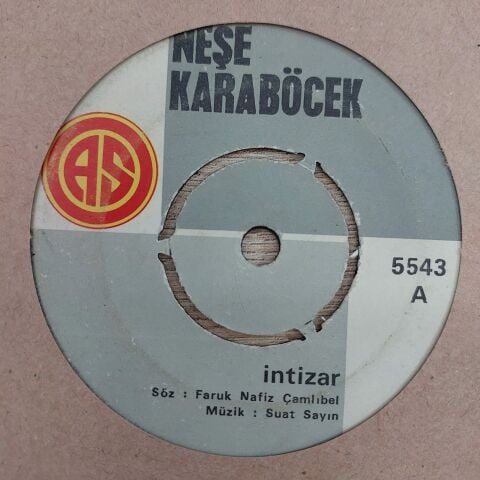 NEŞE
KARABÖCEK
AS
5543
A
intizar
Söz : Faruk Nafiz Çamlıbel
Müzik : Suat Sayın